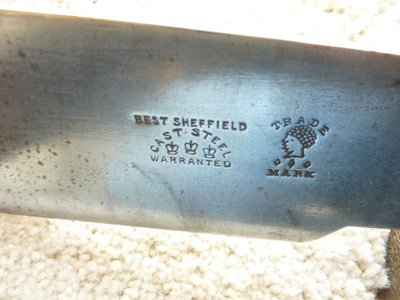 BEST SHEFFIELD
CAST STEEL
WARRANTED
TRADE
MARK